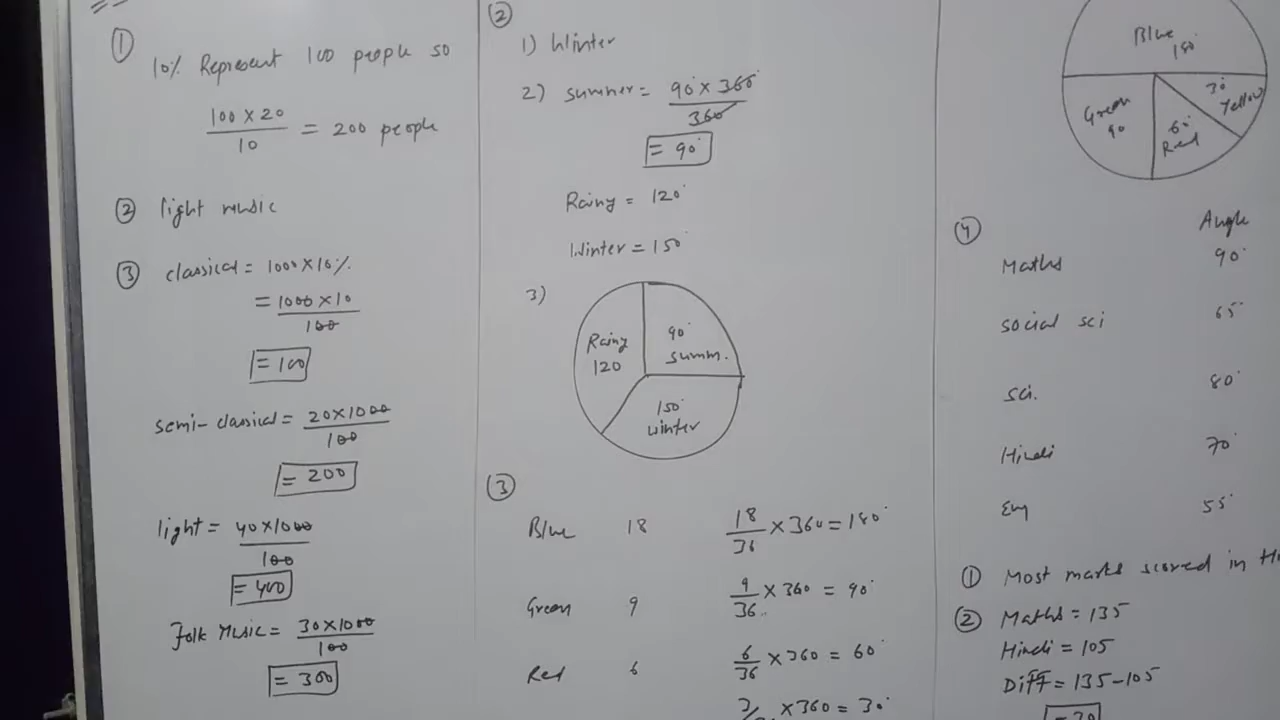 ①
10% Represent 100 people so
100 × 20
10
= 200 people
② light music
③ classical = 1000 × 10%
= 1000 × 10
100
= 100
semi-classical = 20 × 1000
100
= 200
light = 40 × 1000
100
= 400
Folk Music = 30 × 1000
100
= 300
②
1) Winter
2) summer = 90° × 360°
360°
= 90°
Rainy = 120°
Winter = 150°
3)
Rainy
120
90°
summ.
150°
winter
③
Blue 18 18/36 × 360 = 180°
Green 9 9/36 × 360 = 90°
Red 6 6/36 × 360 = 60°
× 360 = 30°
Blue
180°
Green
90
60°
Red
30°
Yellow
④ Angle
Maths 90°
social sci 65°
sci. 80°
Hindi 70°
Eng 55°
① Most marks scored in
② Maths = 135
Hindi = 105
Diff = 135-105
= 30